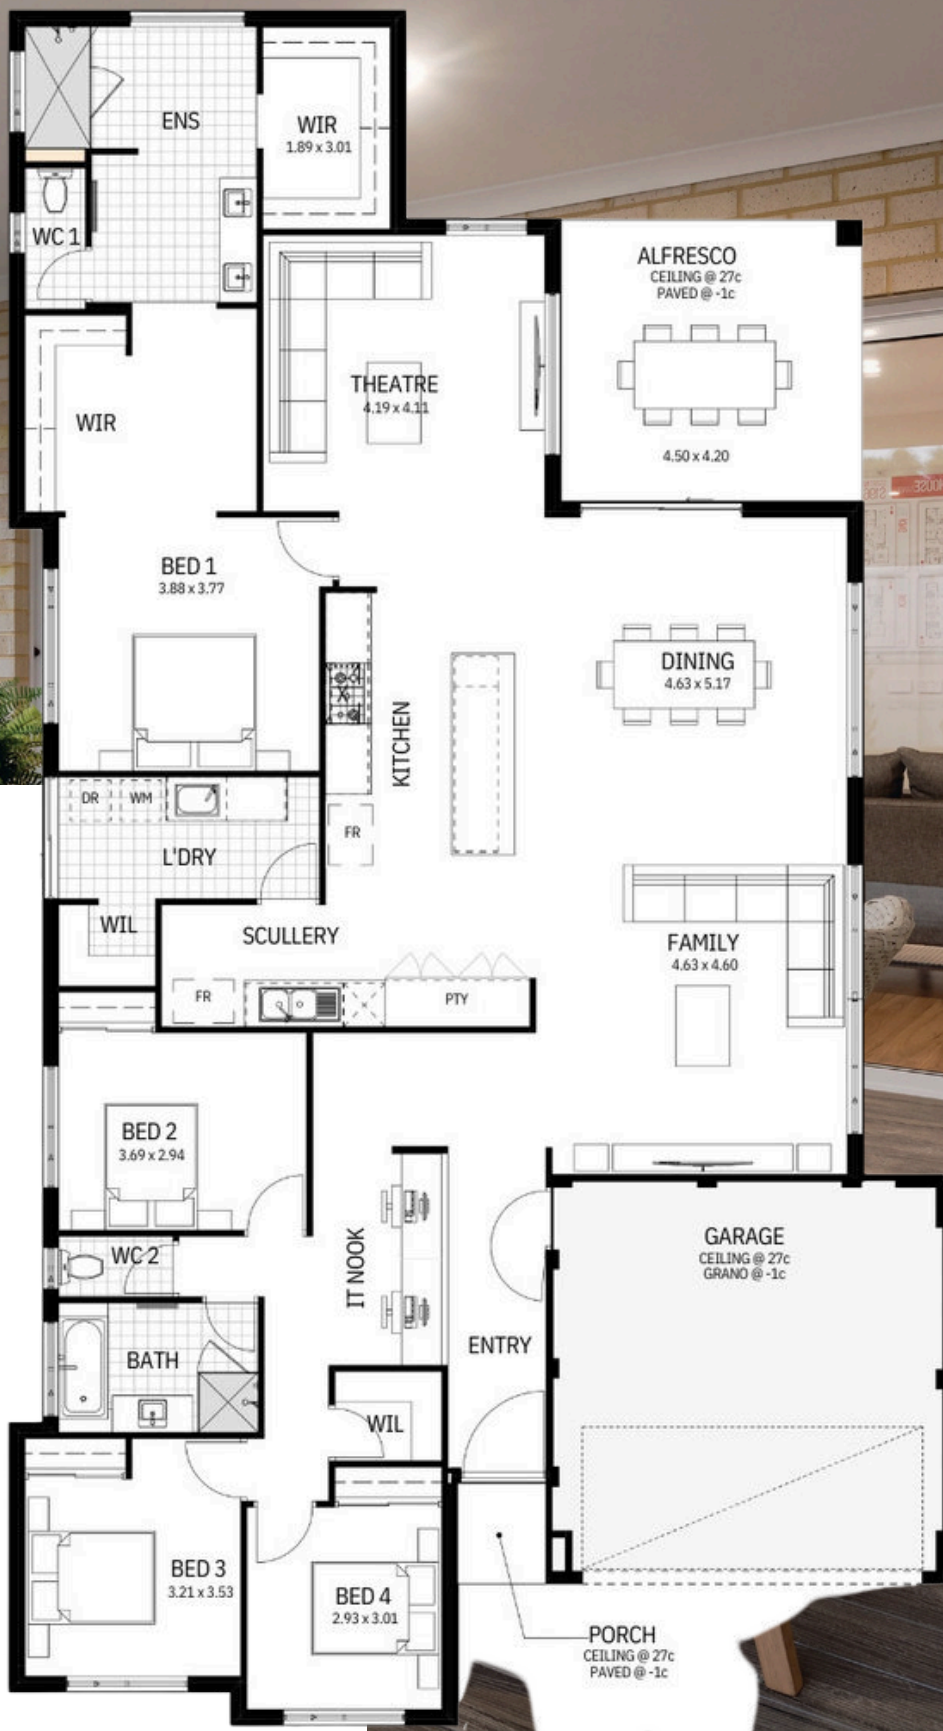 ENS
WIR
1.89 x 3.01
WC 1
ALFRESCO
CEILING @ 27c
PAVED @ -1c
4.50 x 4.20
THEATRE
4.19 x 4.11
WIR
BED 1
3.88 x 3.77
DINING
4.63 x 5.17
KITCHEN
DR
WM
FR
L'DRY
WIL
SCULLERY
FR
PTY
FAMILY
4.63 x 4.60
BED 2
3.69 x 2.94
WC 2
IT NOOK
GARAGE
CEILING @ 27c
GRANO @ -1c
ENTRY
BATH
WIL
BED 3
3.21 x 3.53
BED 4
2.93 x 3.01
PORCH
CEILING @ 27c
PAVED @ -1c